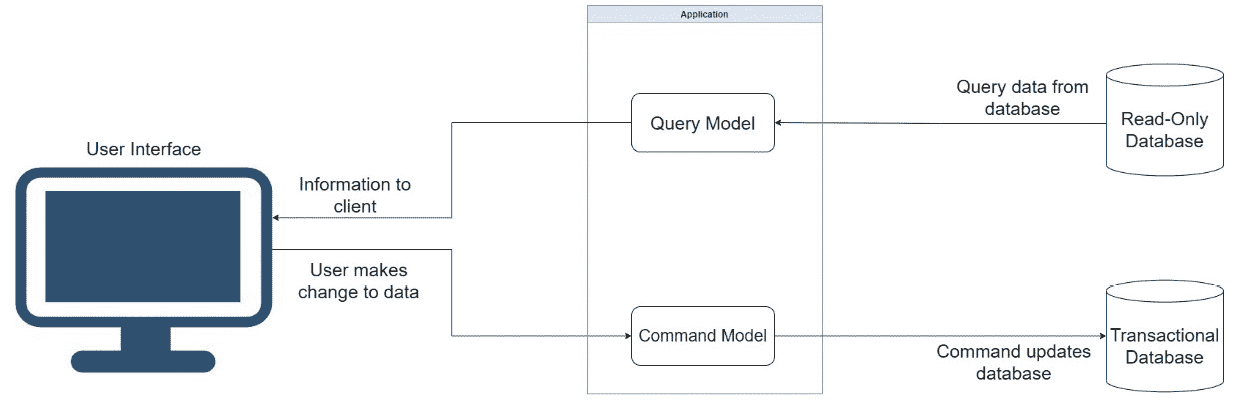 Application
Query data from
database
Read-Only
Database
Query Model
User Interface
Information to
client
User makes
change to data
Command Model
Transactional
Database
Command updates
database